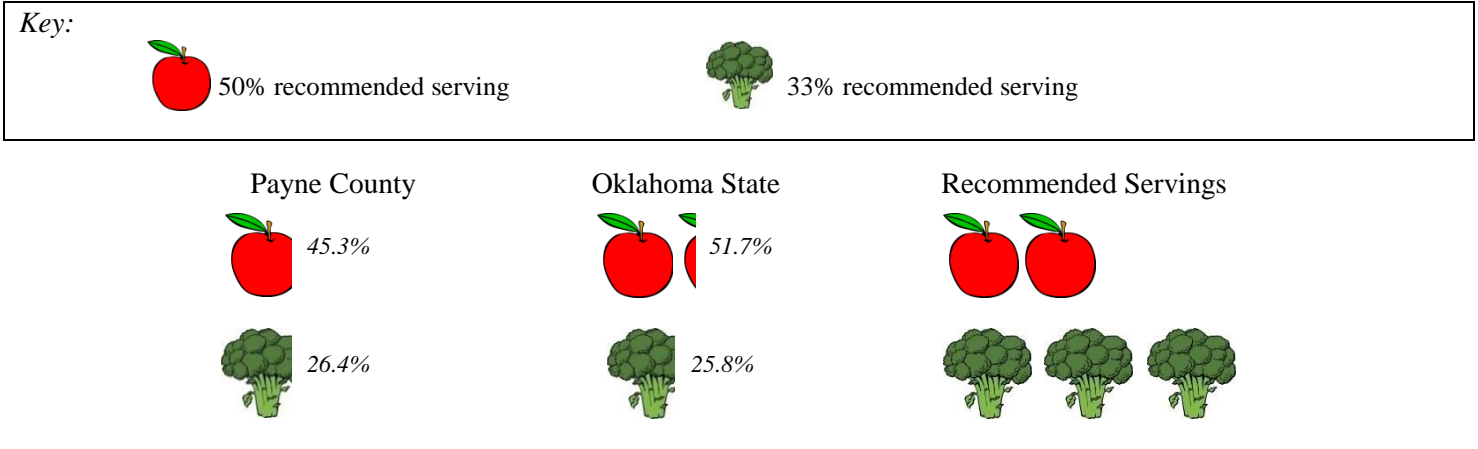 Key:
50% recommended serving 33% recommended serving
Payne County Oklahoma State Recommended Servings
45.3% 51.7%
26.4% 25.8%